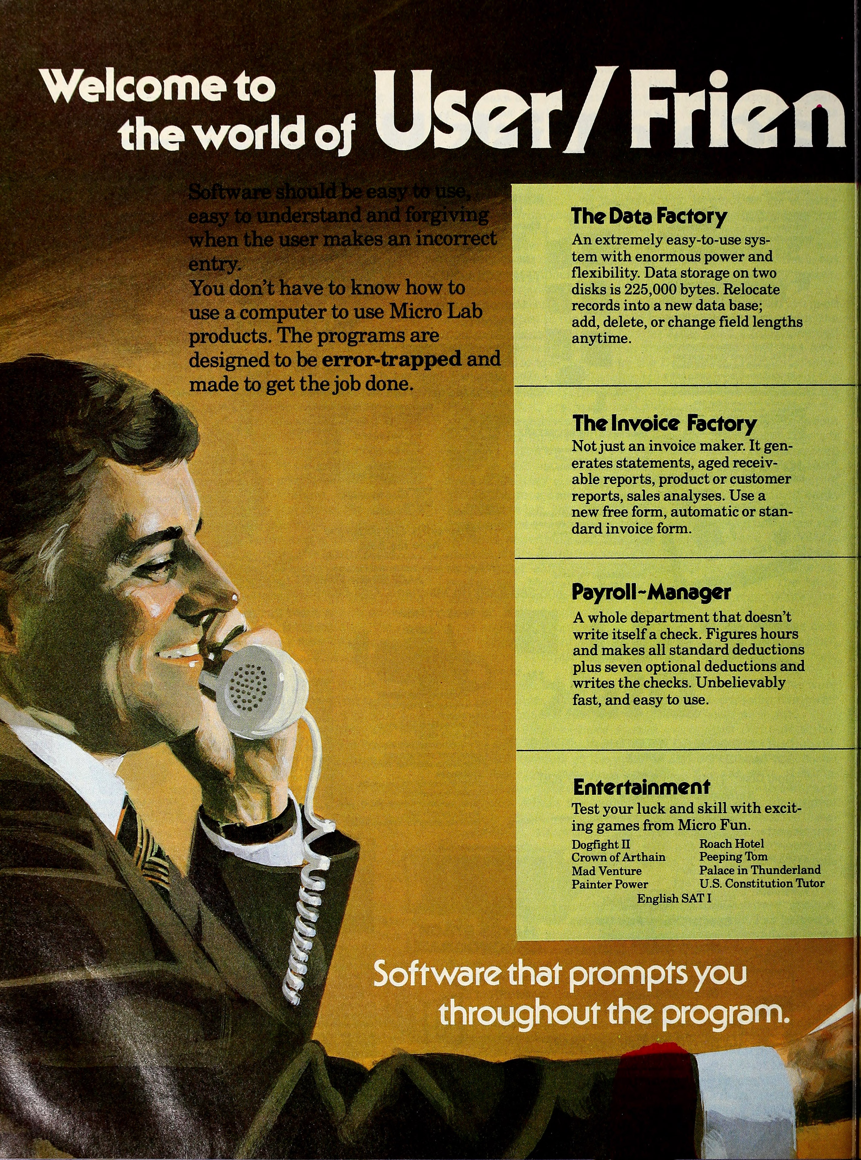 Welcome to
the world of User/Frien
Software should be easy to use,
easy to understand and forgiving
when the user makes an incorrect
entry.
You don't have to know how to
use a computer to use Micro Lab
products. The programs are
designed to be error-trapped and
made to get the job done.
The Data Factory
An extremely easy-to-use sys-
tem with enormous power and
flexibility. Data storage on two
disks is 225,000 bytes. Relocate
records into a new data base;
add, delete, or change field lengths
anytime.
The Invoice Factory
Not just an invoice maker. It gen-
erates statements, aged receiv-
able reports, product or customer
reports, sales analyses. Use a
new free form, automatic or stan-
dard invoice form.
Payroll~Manager
A whole department that doesn't
write itself a check. Figures hours
and makes all standard deductions
plus seven optional deductions and
writes the checks. Unbelievably
fast, and easy to use.
Entertainment
Test your luck and skill with excit-
ing games from Micro Fun.
Dogfight II Roach Hotel
Crown of Arthain Peeping Tom
Mad Venture Palace in Thunderland
Painter Power U.S. Constitution Tutor
English SAT I
Software that prompts you
throughout the program.